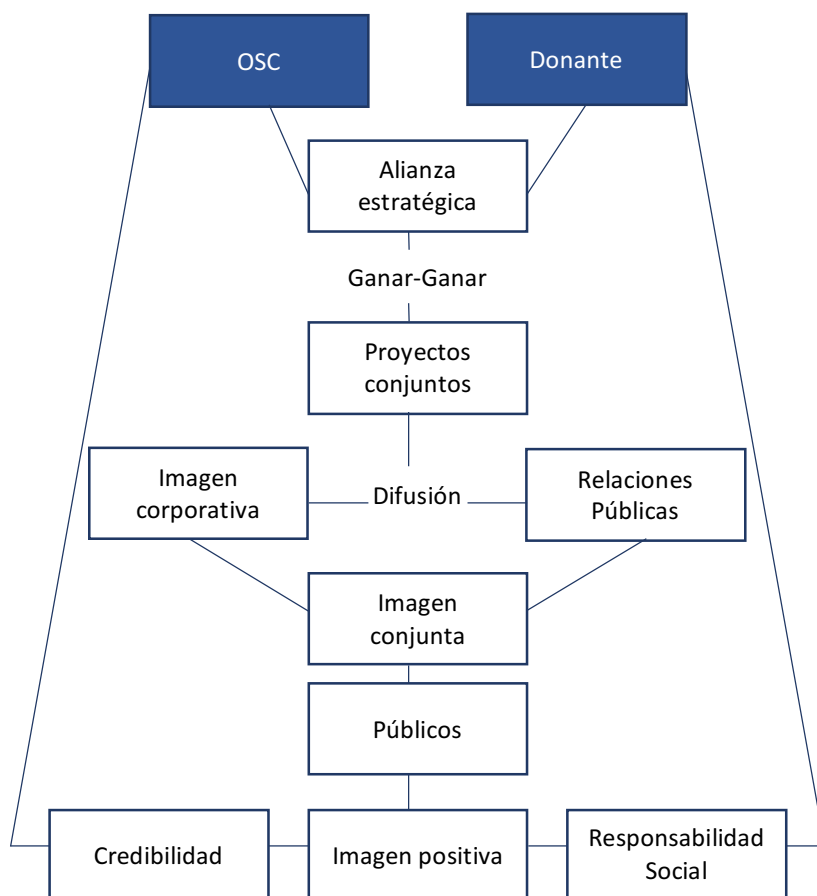 OSC
Donante
Alianza
estratégica
Ganar-Ganar
Proyectos
conjuntos
Imagen
corporativa
Difusión
Relaciones
Públicas
Imagen
conjunta
Públicos
Credibilidad
Imagen positiva
Responsabilidad
Social